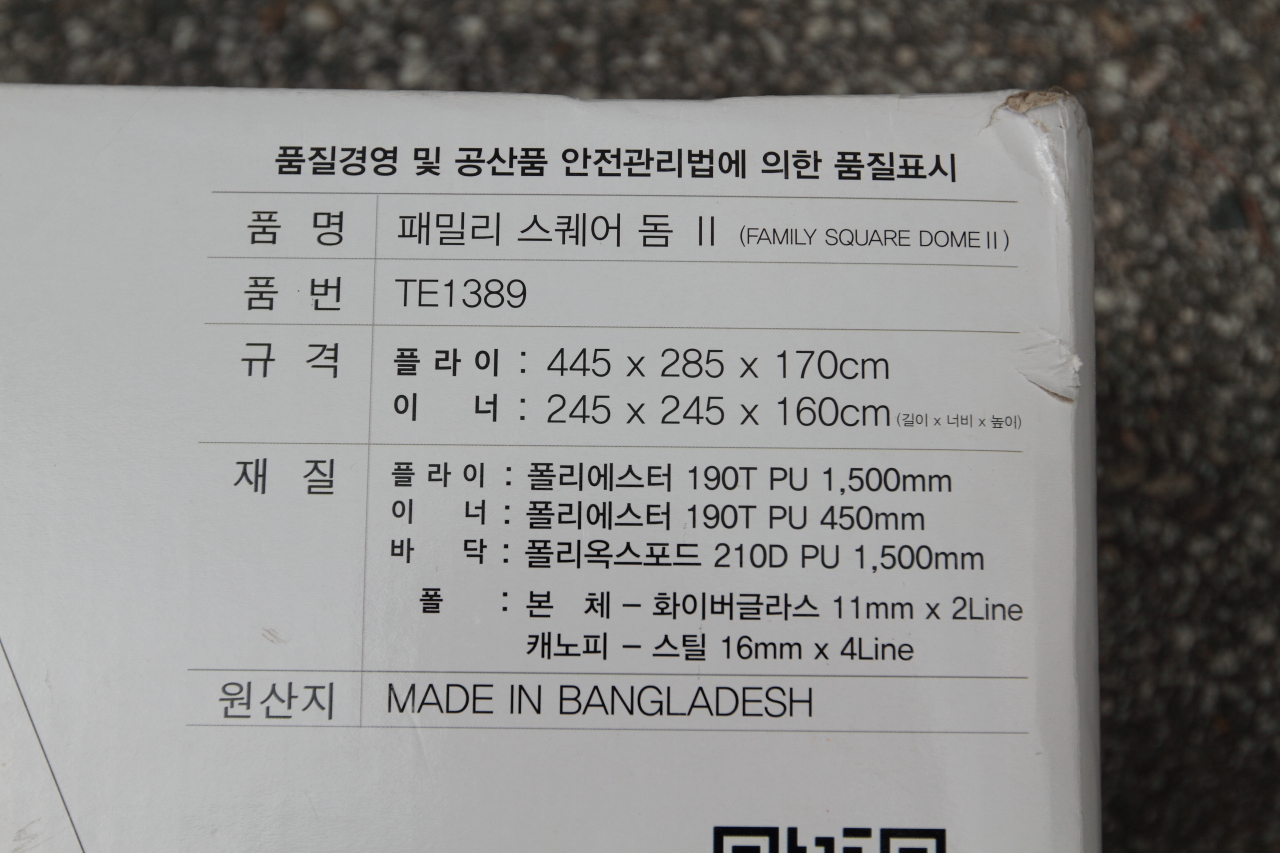 품질경영 및 공산품 안전관리법에 의한 품질표시
품 명 패밀리 스퀘어 돔 II (FAMILY SQUARE DOME II)
품 번 TE1389
규 격 플라이 : 445 x 285 x 170cm
이 너 : 245 x 245 x 160cm (길이 x 너비 x 높이)
재 질 플라이 : 폴리에스터 190T PU 1,500mm
이 너 : 폴리에스터 190T PU 450mm
바 닥 : 폴리옥스포드 210D PU 1,500mm
폴 : 본 체 – 화이버글라스 11mm x 2Line
캐노피 – 스틸 16mm x 4Line
원산지 MADE IN BANGLADESH